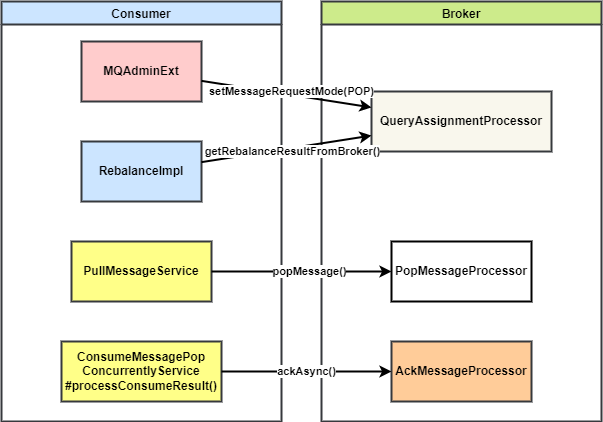 Consumer
Broker
MQAdminExt
setMessageRequestMode(POP)
QueryAssignmentProcessor
getRebalanceResultFromBroker()
RebalanceImpl
PullMessageService
popMessage()
PopMessageProcessor
ConsumeMessagePop
ConcurrentlyService
#processConsumeResult()
ackAsync()
AckMessageProcessor